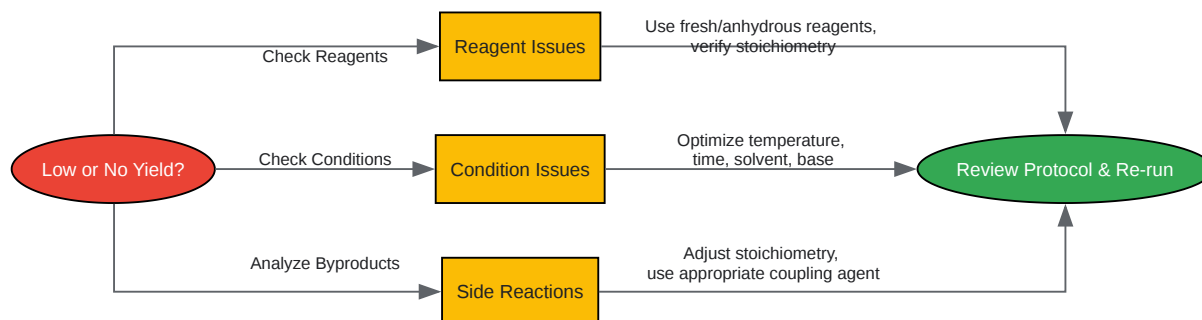 Use fresh/anhydrous reagents,
verify stoichiometry
Check Reagents
Reagent Issues
Low or No Yield?
Check Conditions
Condition Issues
Optimize temperature,
time, solvent, base
Review Protocol & Re-run
Analyze Byproducts
Side Reactions
Adjust stoichiometry,
use appropriate coupling agent